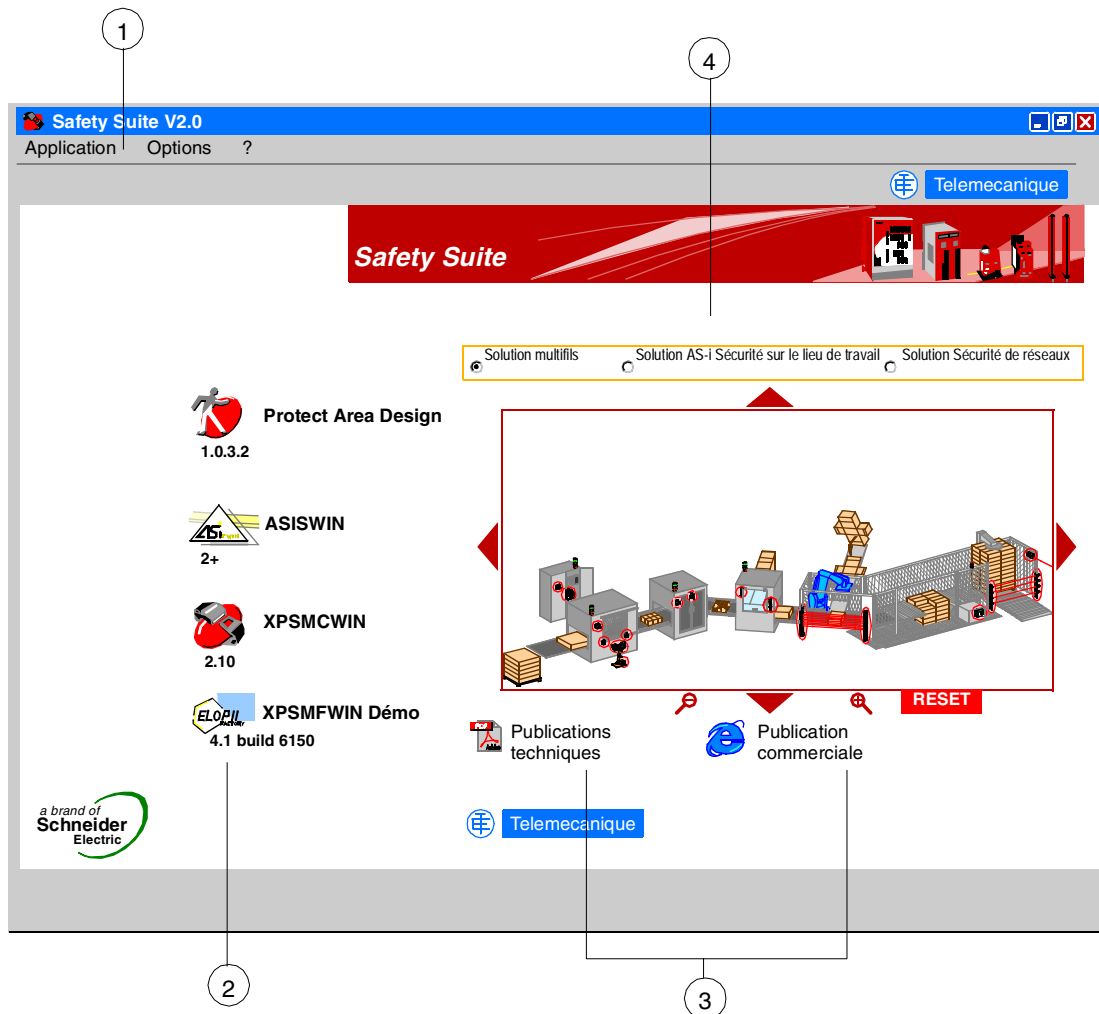 1
4
Safety Suite V2.0
Application Options ?
Telemecanique
Safety Suite
Solution multifils Solution AS-i Sécurité sur le lieu de travail Solution Sécurité de réseaux
Protect Area Design
1.0.3.2
ASISWIN
2+
XPSMCWIN
2.10
XPSMFWIN Démo
4.1 build 6150
RESET
Publications
techniques
Publication
commerciale
a brand of
Schneider
Electric
Telemecanique
2
3